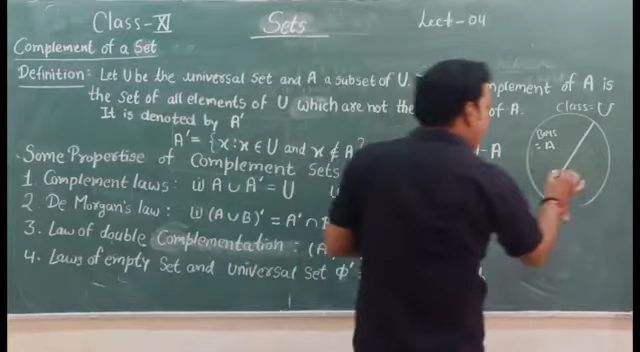 Class-XI Sets Lect-04
Complement of a Set
Definition: Let U be the universal set and A a subset of U. complement of A is
the set of all elements of U which are not the of A.
It is denoted by A'
A' = {x : x ∈ U and x ∉ A - A
Class = U
Boys
= A
Some Propertise of Complement Sets
1. Complement laws: (i) A ∪ A' = U
2. De Morgan's law: (i) (A ∪ B)' = A' ∩
3. Law of double Complementation: (A
4. Laws of empty Set and universal Set ϕ'